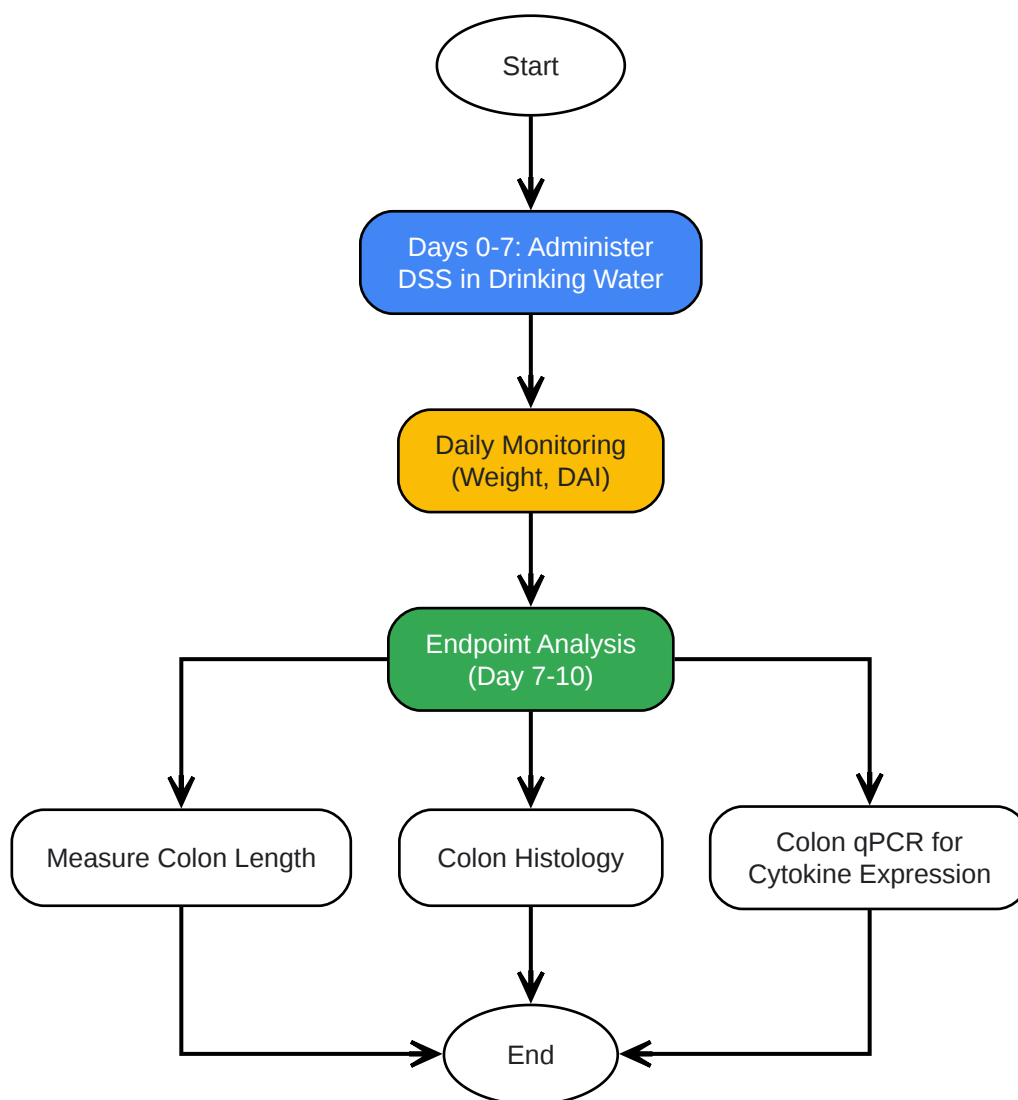 Start
Days 0-7: Administer
DSS in Drinking Water
Daily Monitoring
(Weight, DAI)
Endpoint Analysis
(Day 7-10)
Measure Colon Length
Colon Histology
Colon qPCR for
Cytokine Expression
End